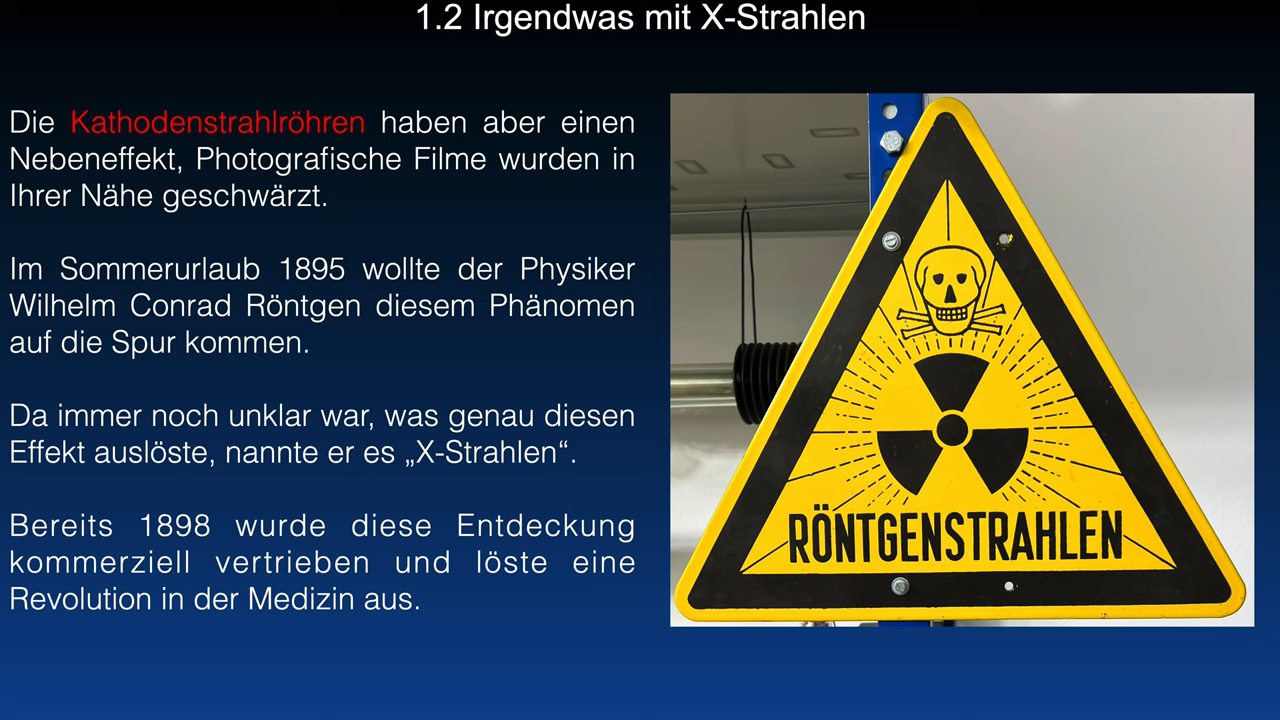 1.2 Irgendwas mit X-Strahlen
Die Kathodenstrahlröhren haben aber einen
Nebeneffekt, Photografische Filme wurden in
Ihrer Nähe geschwärzt.
Im Sommerurlaub 1895 wollte der Physiker
Wilhelm Conrad Röntgen diesem Phänomen
auf die Spur kommen.
Da immer noch unklar war, was genau diesen
Effekt auslöste, nannte er es „X-Strahlen“.
Bereits 1898 wurde diese Entdeckung
kommerziell vertrieben und löste eine
Revolution in der Medizin aus.
RÖNTGENSTRAHLEN